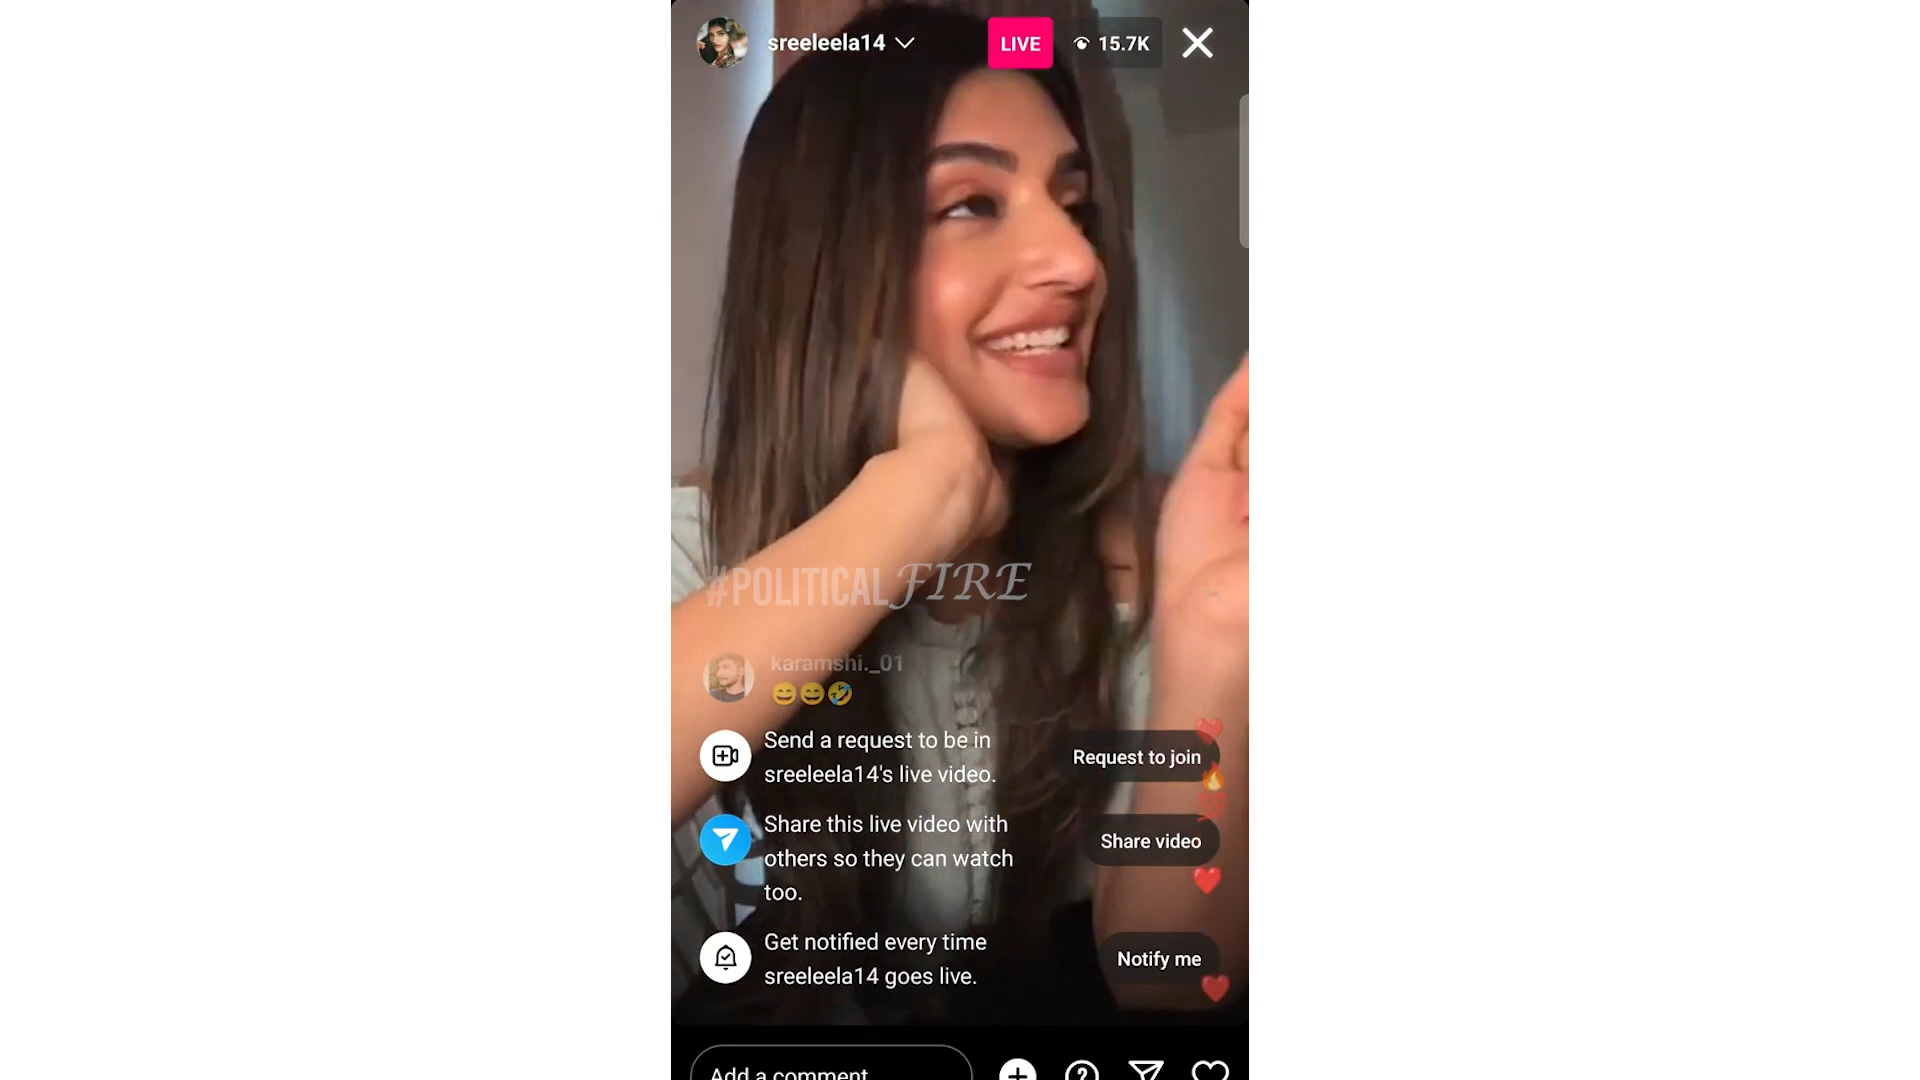 sreeleela14
LIVE
15.7K
#POLITICALFIRE
karamshi._01
😄😄🤣
Send a request to be in
sreeleela14's live video.
Request to join
Share this live video with
others so they can watch
too.
Share video
Get notified every time
sreeleela14 goes live.
Notify me
Add a comment